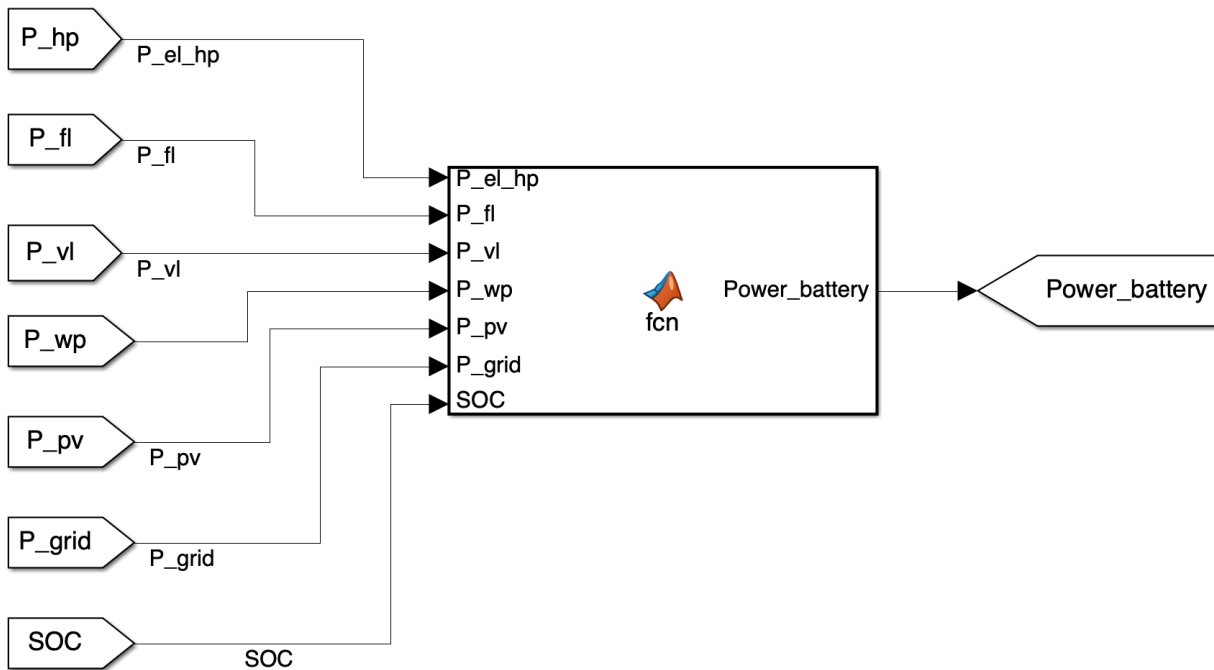 P_hp
P_el_hp
P_fl
P_fl
P_vl
P_vl
P_wp
P_pv
P_pv
P_grid
P_grid
SOC
SOC
P_el_hp
P_fl
P_vl
P_wp
P_pv
P_grid
SOC
fcn
Power_battery
Power_battery